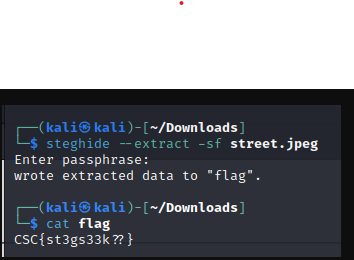 ┌──(kali㉿kali)-[~/Downloads]
└─$ steghide --extract -sf street.jpeg
Enter passphrase:
wrote extracted data to "flag".
┌──(kali㉿kali)-[~/Downloads]
└─$ cat flag
CSC{st3gs33k??}